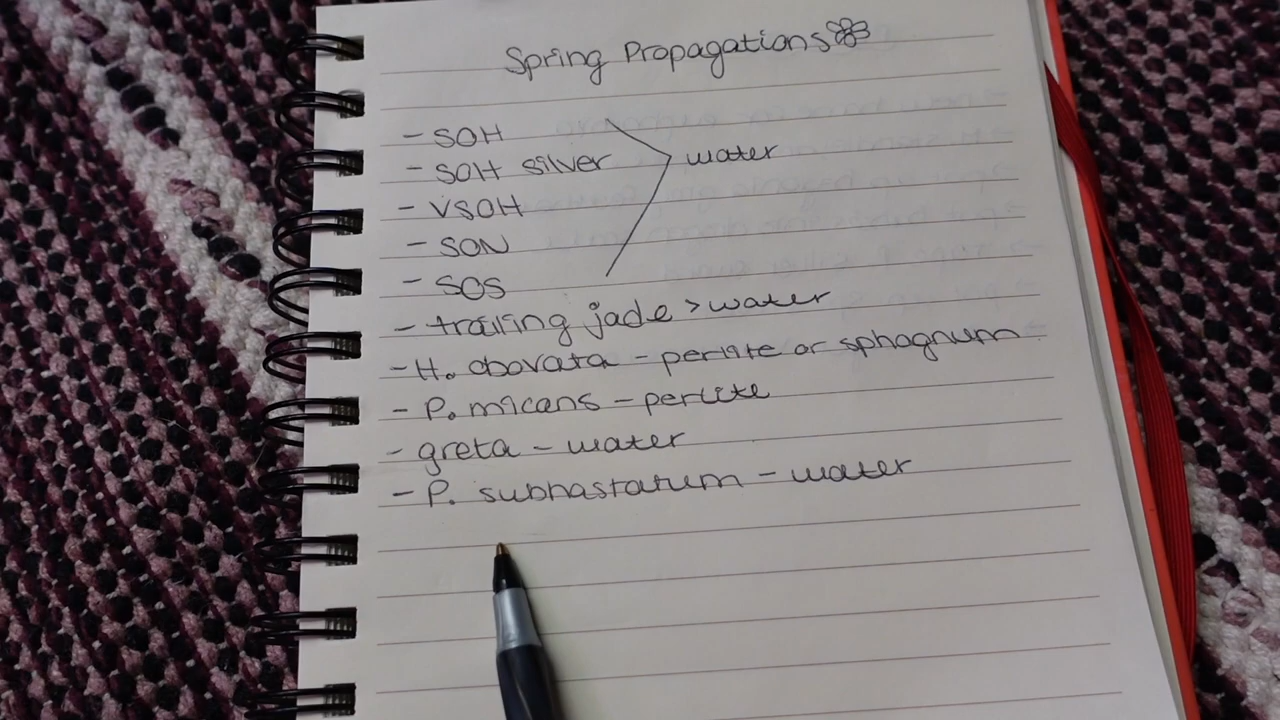 Spring Propagations
- SOH
- SOH silver
- VSOH
- SON
- SOS
water
- trailing jade > water
- H. obovata - perlite or sphagnum
- P. micans - perlite
- greta - water
- P. subhastatum - water